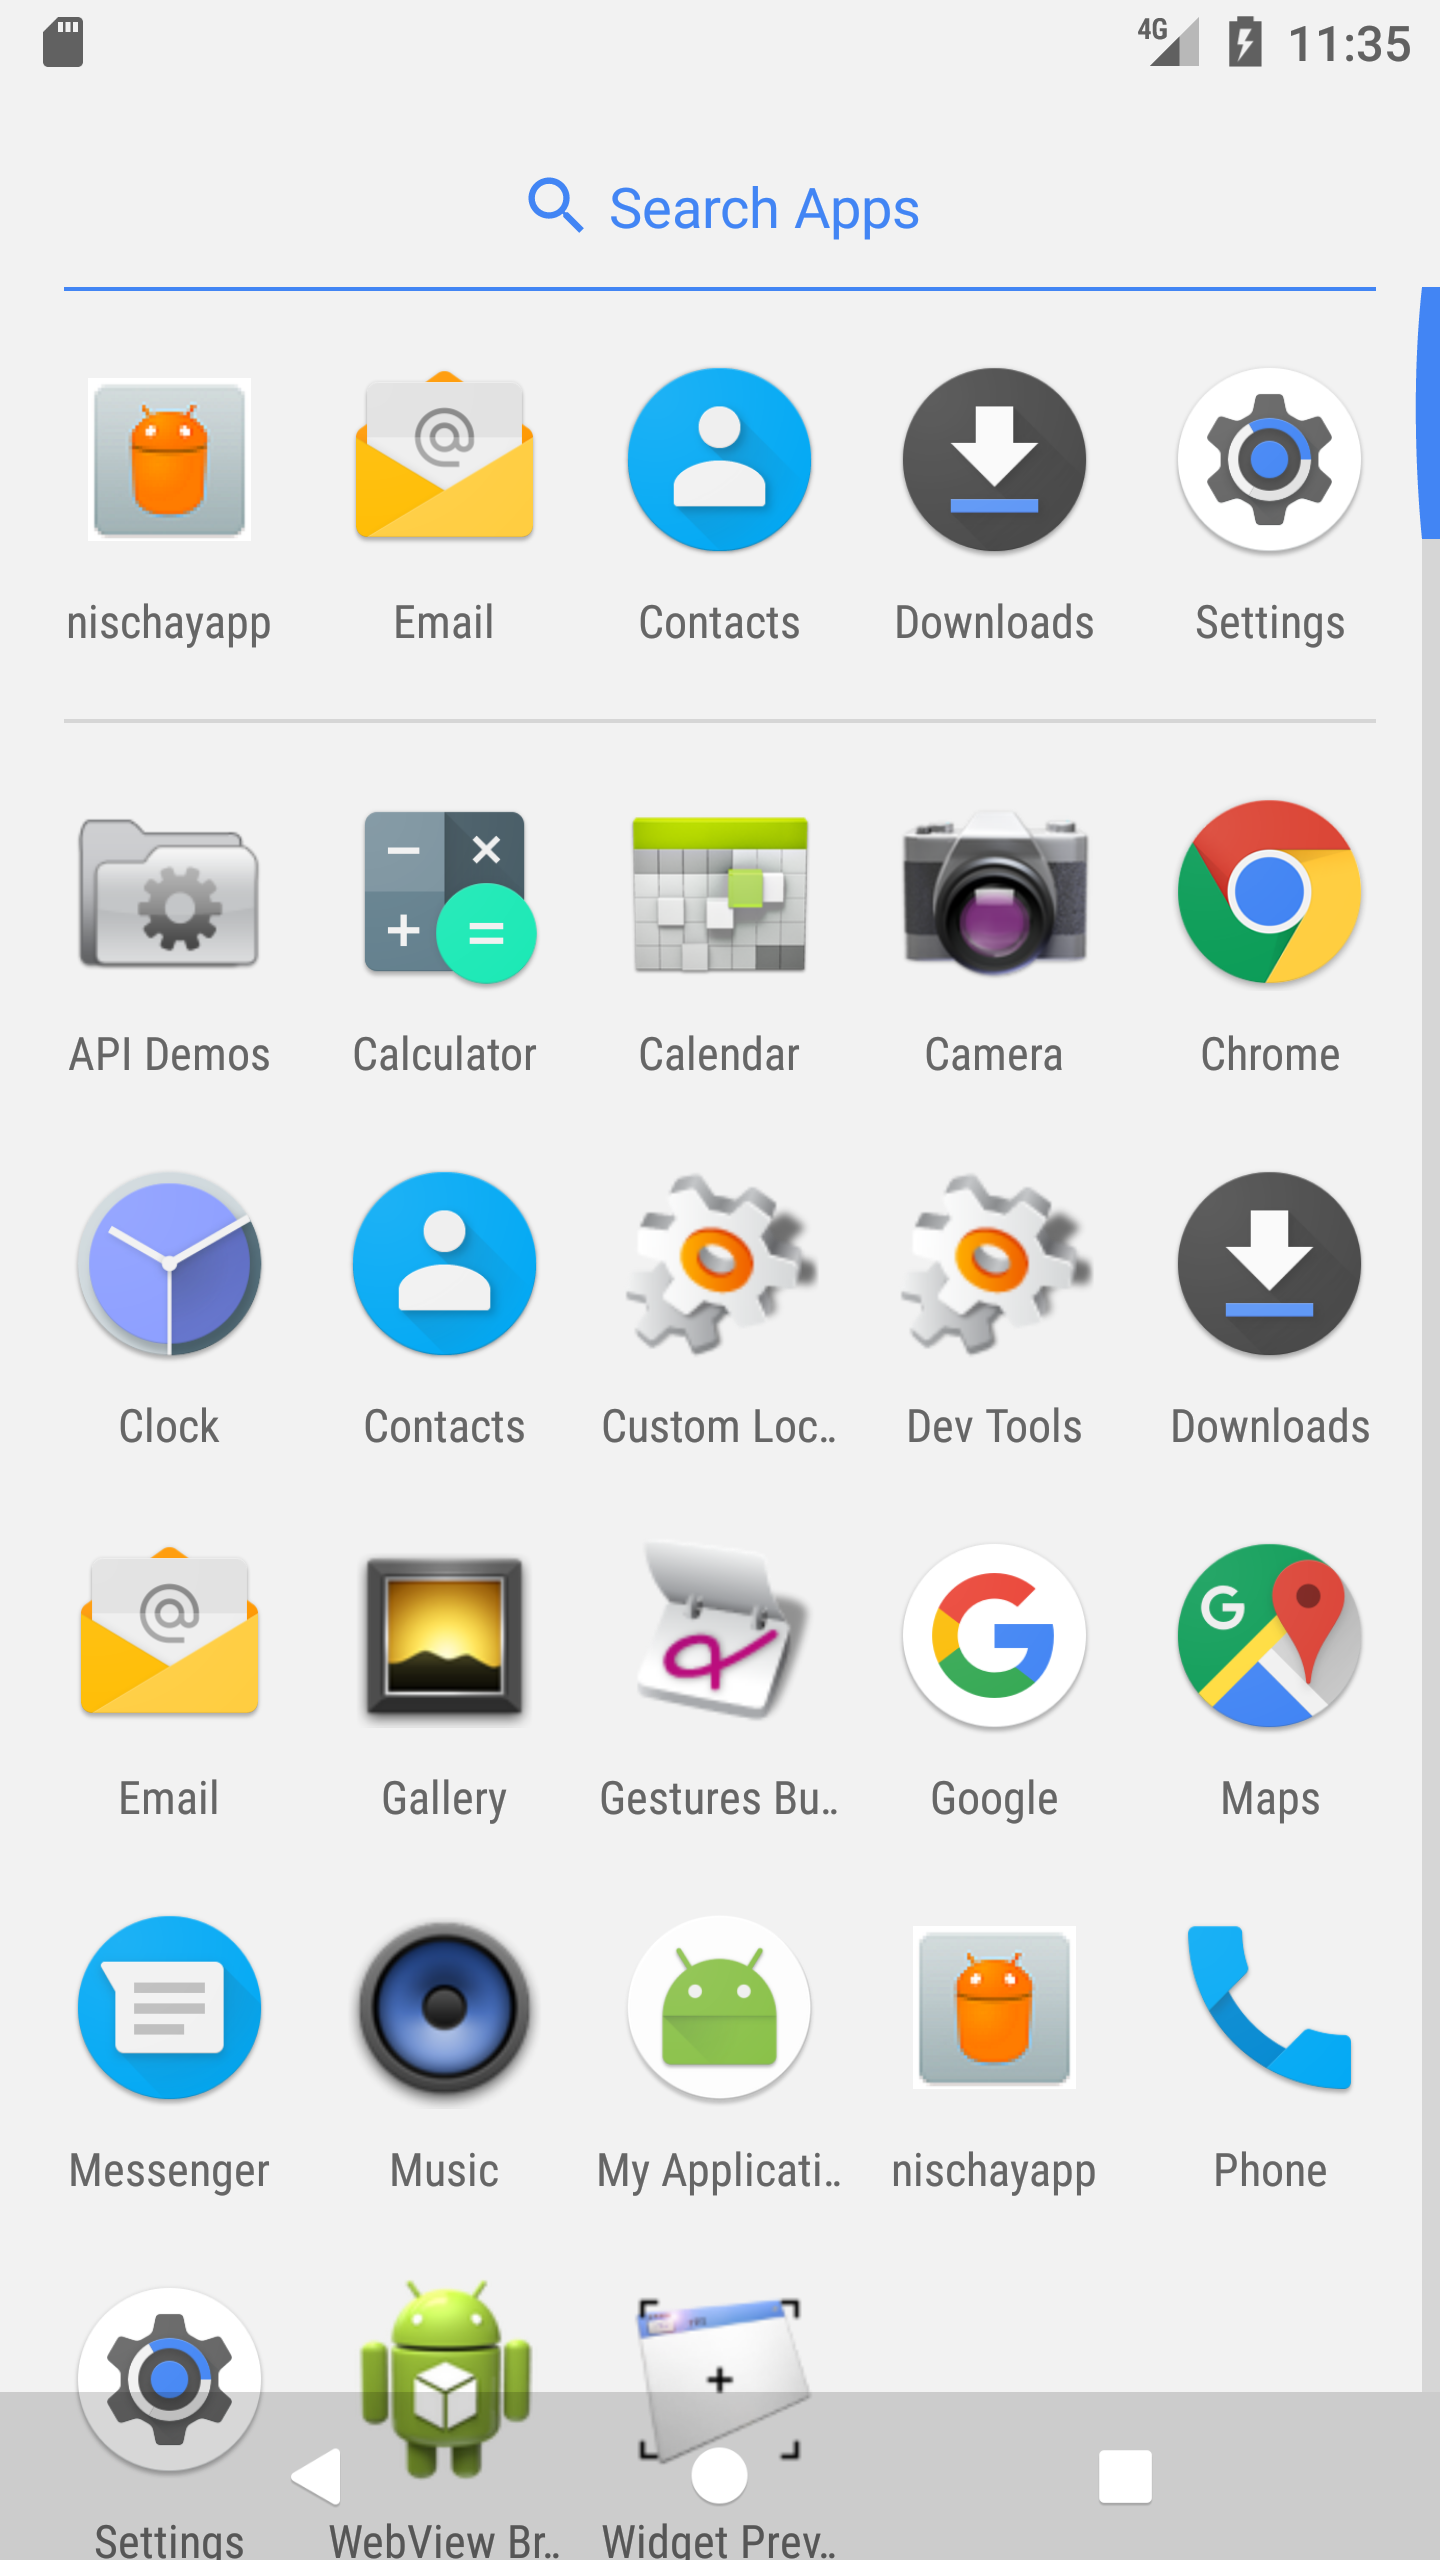 4G 11:35
Search Apps
nischayapp Email Contacts Downloads Settings
API Demos Calculator Calendar Camera Chrome
Clock Contacts Custom Loc… Dev Tools Downloads
Email Gallery Gestures Bu… Google Maps
Messenger Music My Applicati… nischayapp Phone
Settings WebView Br… Widget Prev…